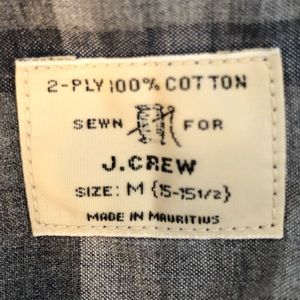 2-PLY 100% COTTON
SEWN FOR
J.CREW
SIZE: M {15-15 1/2}
MADE IN MAURITIUS